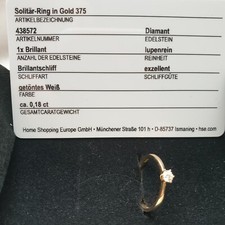 Solitär-Ring in Gold 375
ARTIKELBEZEICHNUNG
438572 Diamant
ARTIKELNUMMER EDELSTEIN
1x Brillant lupenrein
ANZAHL DER EDELSTEINE REINHEIT
Brillantschliff exzellent
SCHLIFFART SCHLIFFGÜTE
getöntes Weiß
FARBE
ca. 0,18 ct
GESAMTCARATGEWICHT
Home Shopping Europe GmbH · Münchener Straße 101 h · D-85737 Ismaning · hse.com